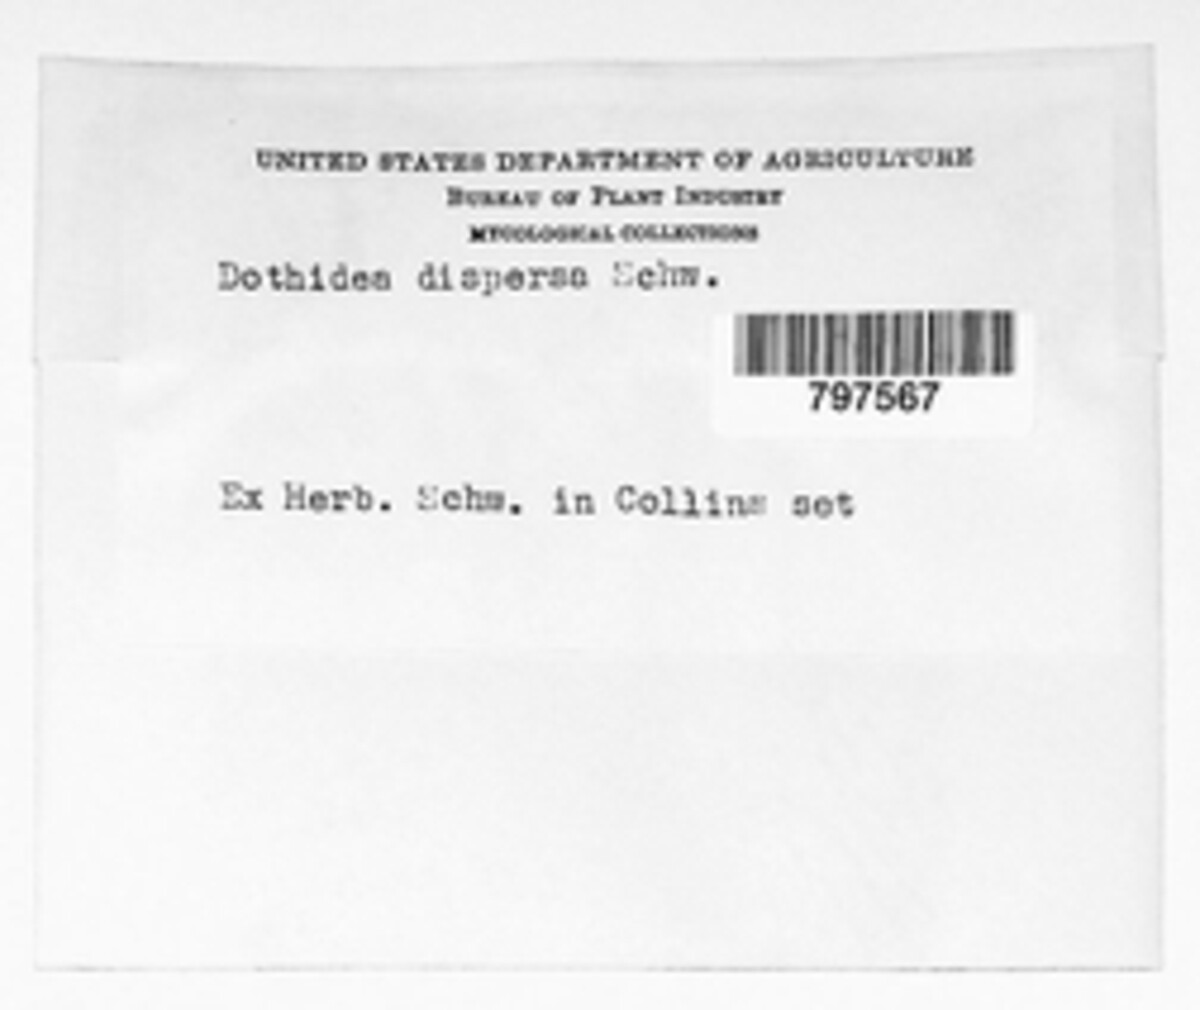 UNITED STATES DEPARTMENT OF AGRICULTURE
BUREAU OF PLANT INDUSTRY
MYCOLOGICAL COLLECTIONS
Dothidea dispersa Schw.
797567
Ex Herb. Schw. in Collins set